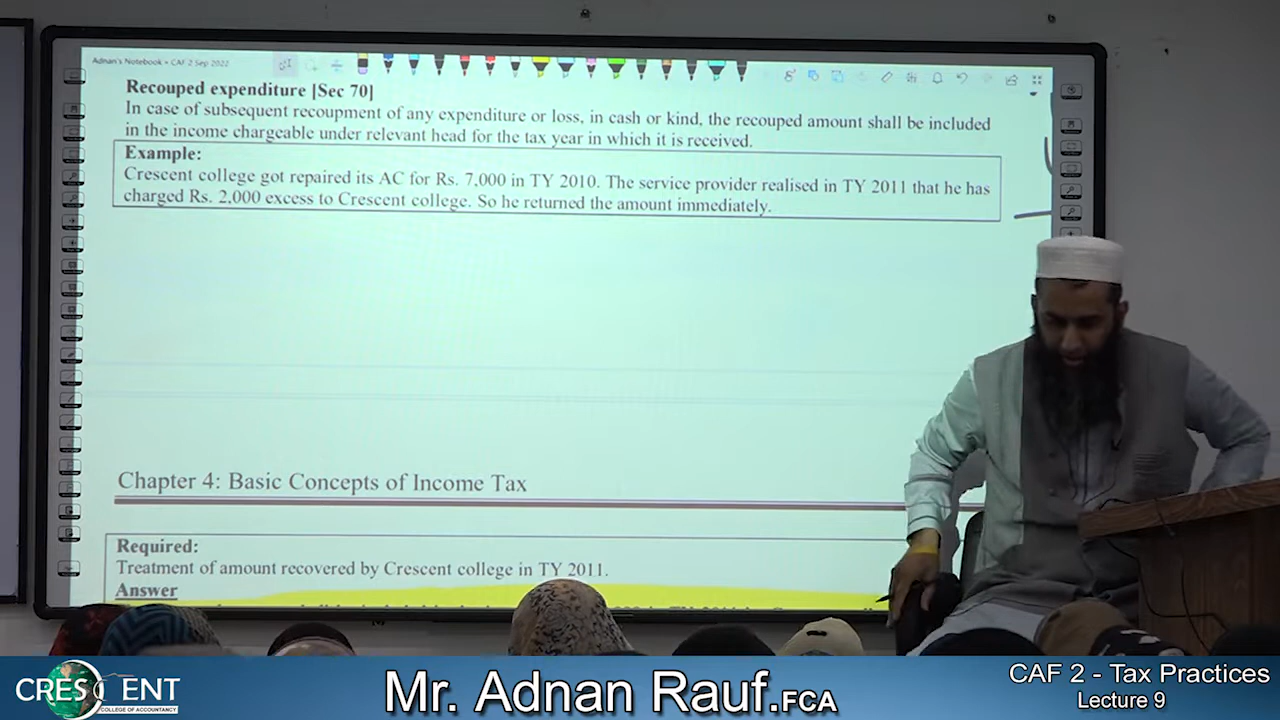 Adnan's Notebook » CAF 2 Sep 2022
Recouped expenditure [Sec 70]
In case of subsequent recoupment of any expenditure or loss, in cash or kind, the recouped amount shall be included
in the income chargeable under relevant head for the tax year in which it is received.
Example:
Crescent college got repaired its AC for Rs. 7,000 in TY 2010. The service provider realised in TY 2011 that he has
charged Rs. 2,000 excess to Crescent college. So he returned the amount immediately.
Chapter 4: Basic Concepts of Income Tax
Required:
Treatment of amount recovered by Crescent college in TY 2011.
Answer
CRESCENT
COLLEGE OF ACCOUNTANCY
Mr. Adnan Rauf.FCA
CAF 2 - Tax Practices
Lecture 9